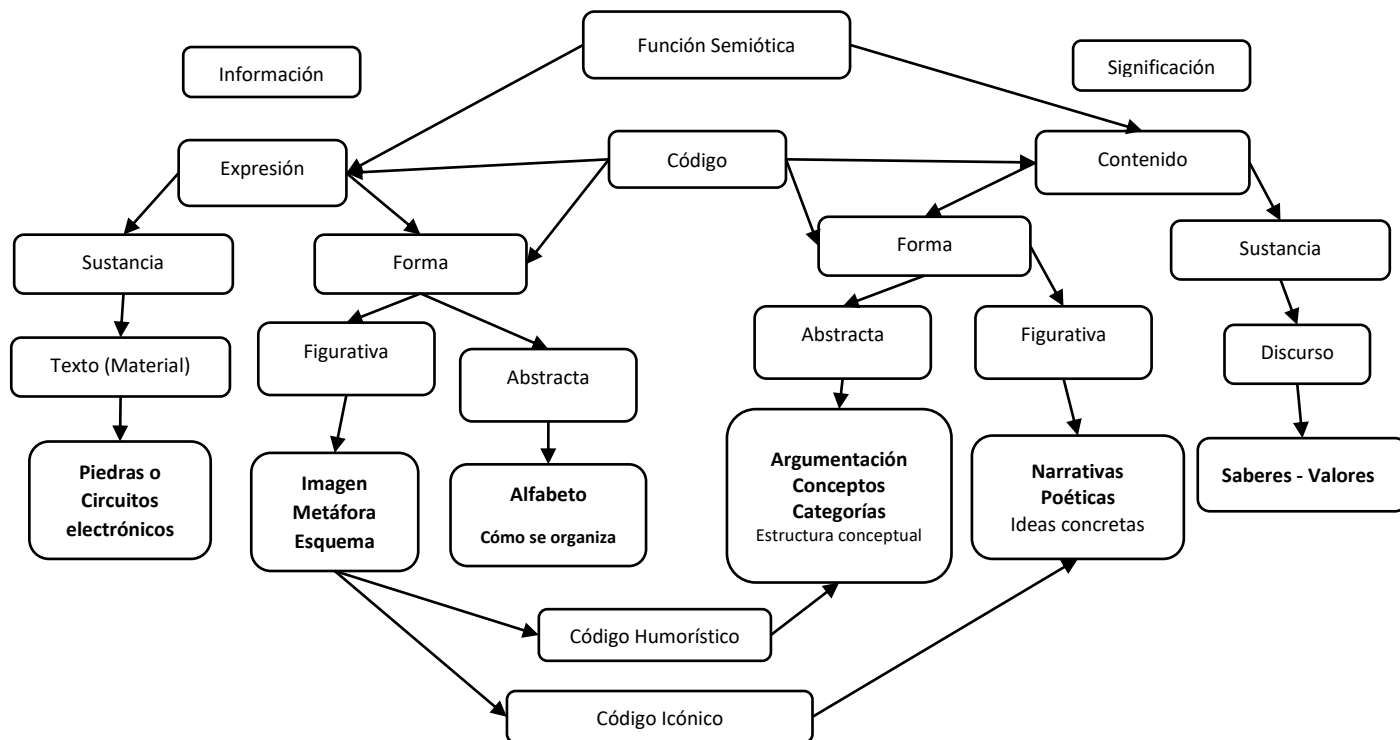 Función Semiótica
Información
Significación
Expresión
Código
Contenido
Sustancia
Forma
Forma
Sustancia
Texto (Material)
Figurativa
Abstracta
Abstracta
Figurativa
Discurso
Piedras o
Circuitos
electrónicos
Imagen
Metáfora
Esquema
Alfabeto
Cómo se organiza
Argumentación
Conceptos
Categorías
Estructura conceptual
Narrativas
Poéticas
Ideas concretas
Saberes - Valores
Código Humorístico
Código Icónico